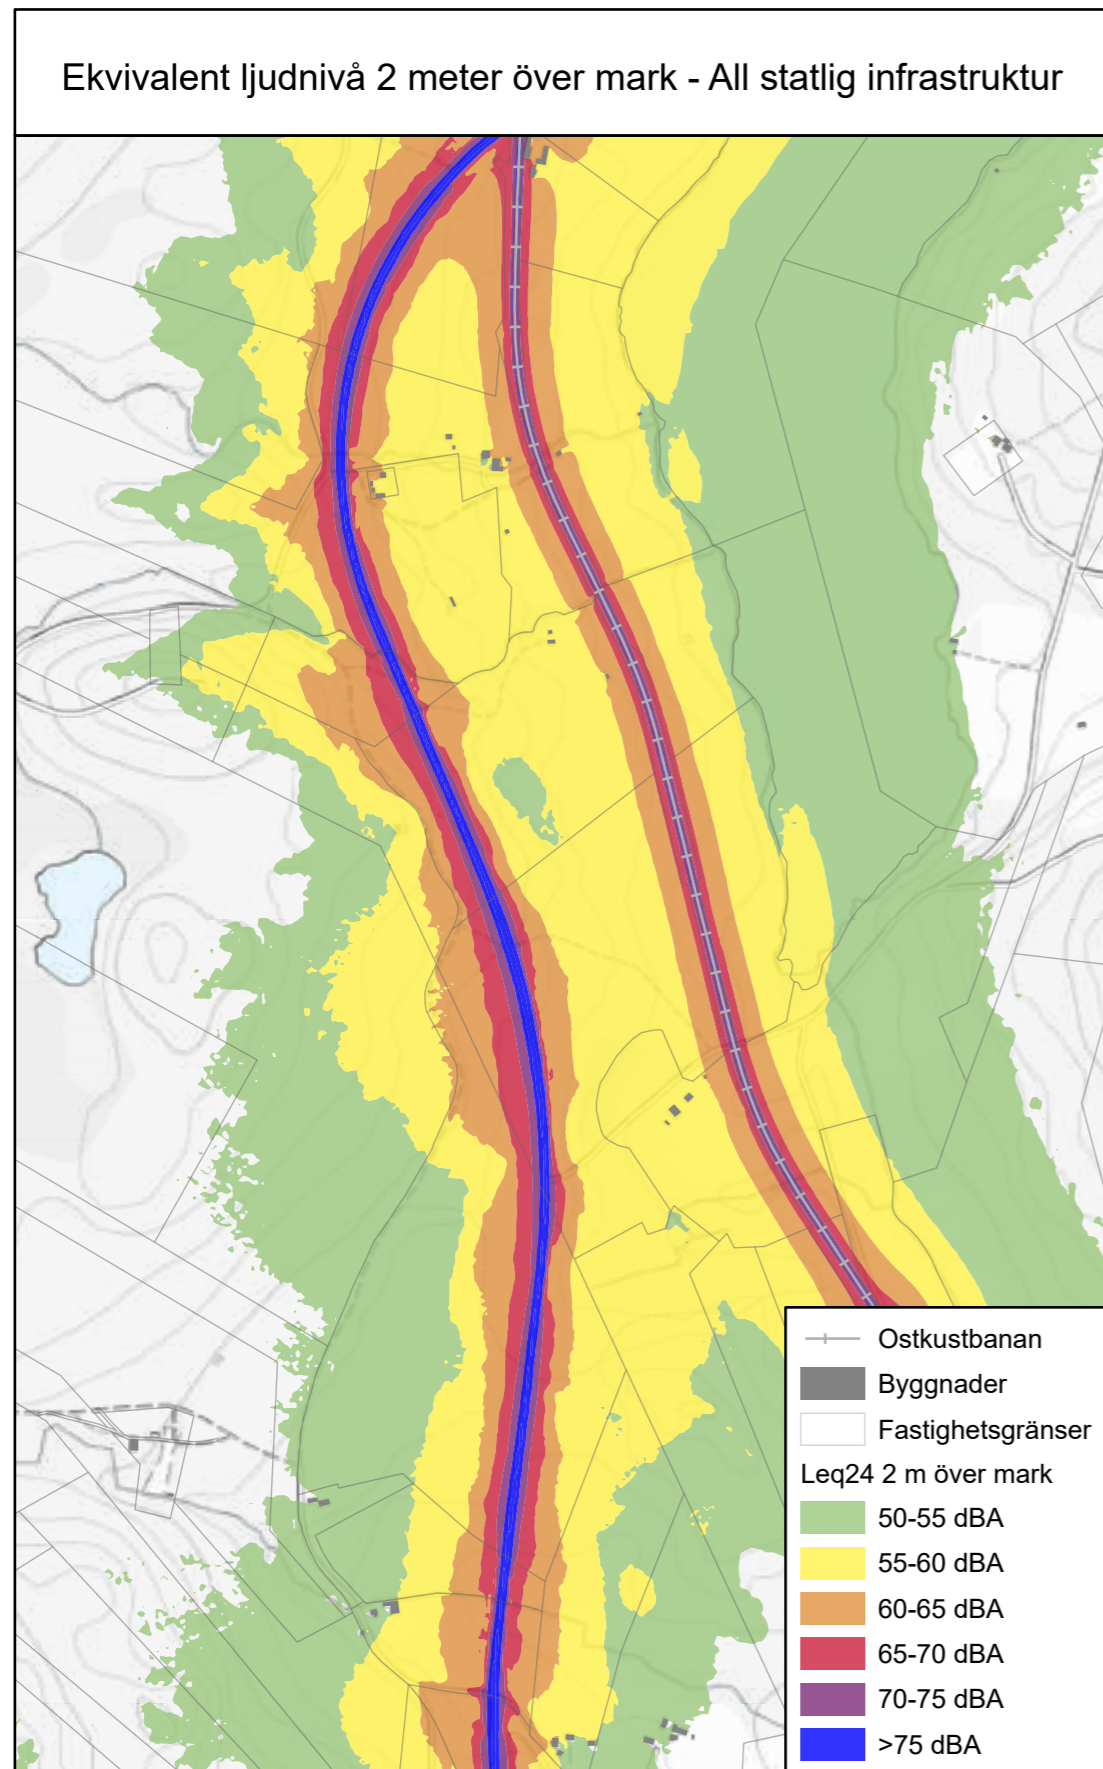 Ekvivalent ljudnivå 2 meter över mark - All statlig infrastruktur
Ostkustbanan
Byggnader
Fastighetsgränser
Leq24 2 m över mark
50-55 dBA
55-60 dBA
60-65 dBA
65-70 dBA
70-75 dBA
>75 dBA